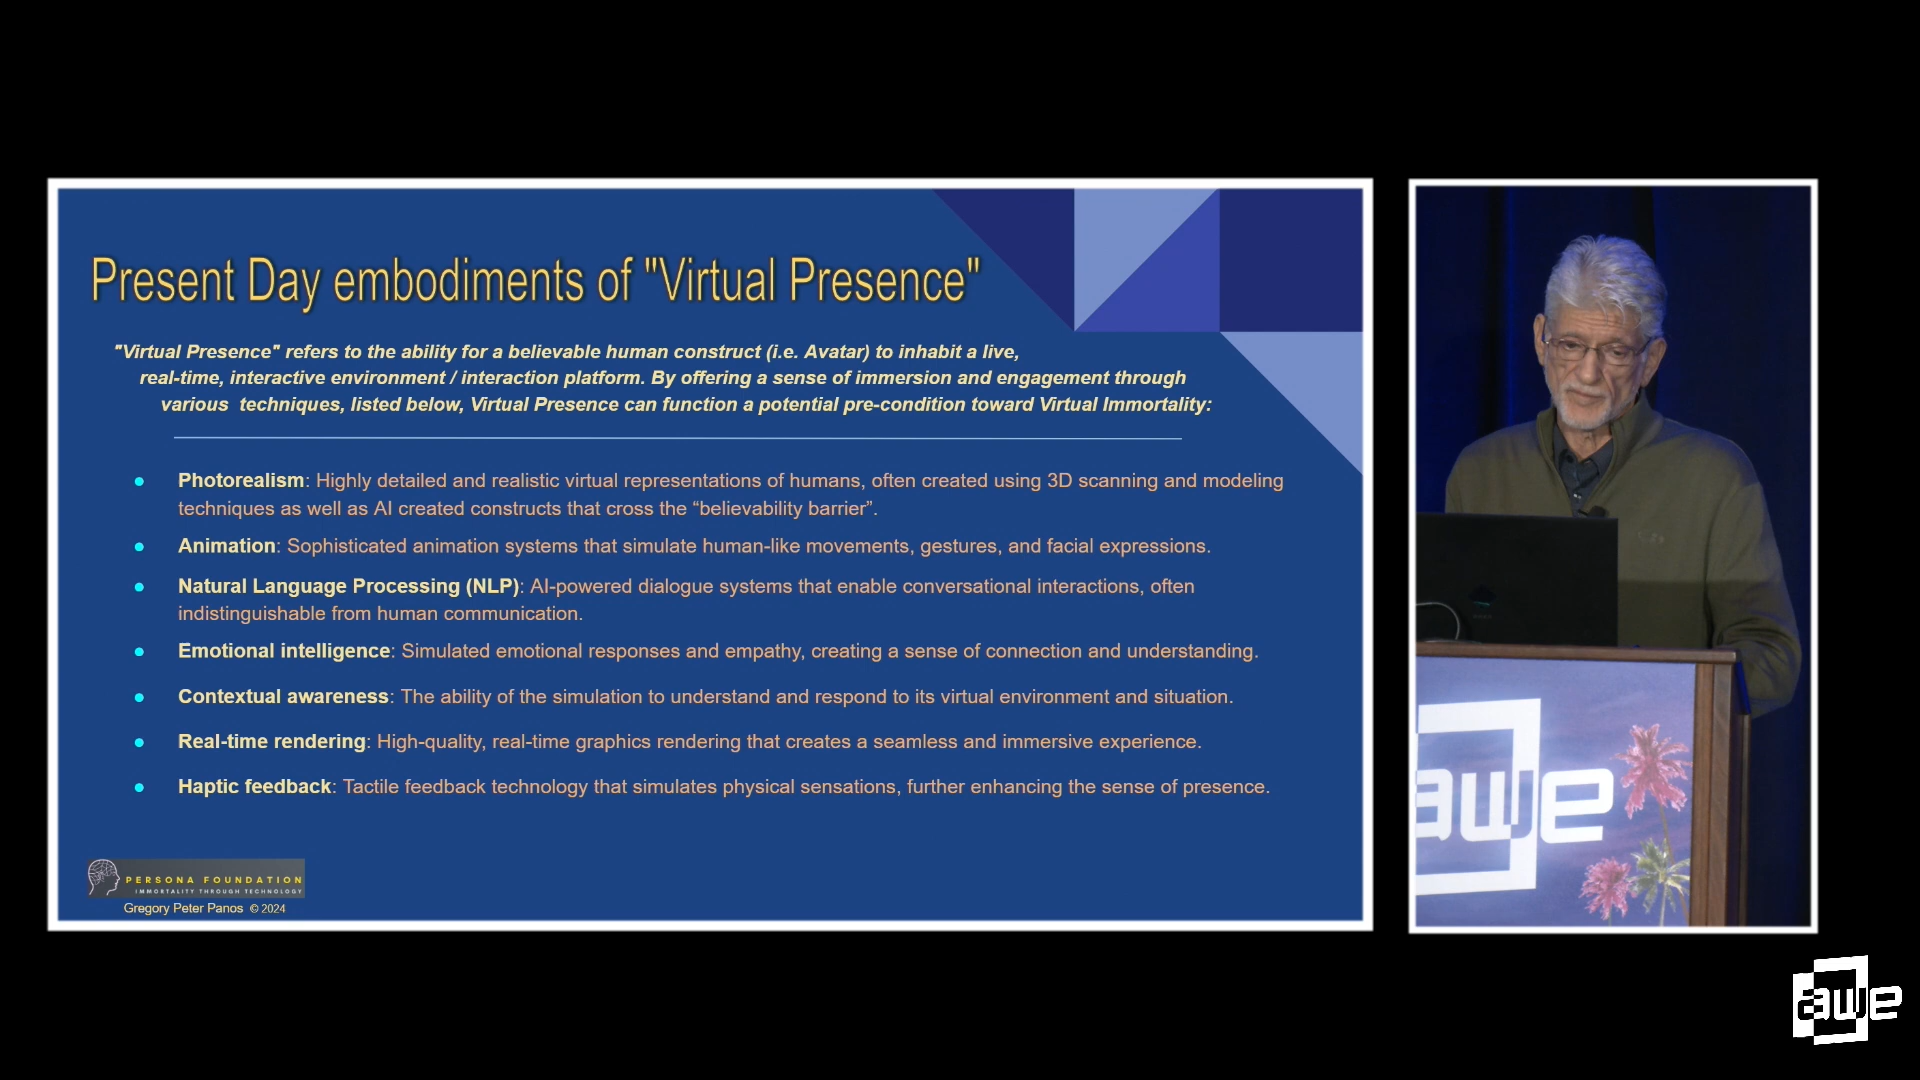 Present Day embodiments of "Virtual Presence"
"Virtual Presence" refers to the ability for a believable human construct (i.e. Avatar) to inhabit a live,
real-time, interactive environment / interaction platform. By offering a sense of immersion and engagement through
various techniques, listed below, Virtual Presence can function a potential pre-condition toward Virtual Immortality:
Photorealism: Highly detailed and realistic virtual representations of humans, often created using 3D scanning and modeling
techniques as well as AI created constructs that cross the “believability barrier”.
Animation: Sophisticated animation systems that simulate human-like movements, gestures, and facial expressions.
Natural Language Processing (NLP): AI-powered dialogue systems that enable conversational interactions, often
indistinguishable from human communication.
Emotional intelligence: Simulated emotional responses and empathy, creating a sense of connection and understanding.
Contextual awareness: The ability of the simulation to understand and respond to its virtual environment and situation.
Real-time rendering: High-quality, real-time graphics rendering that creates a seamless and immersive experience.
Haptic feedback: Tactile feedback technology that simulates physical sensations, further enhancing the sense of presence.
PERSONA FOUNDATION
IMMORTALITY THROUGH TECHNOLOGY
Gregory Peter Panos © 2024
awe
awe